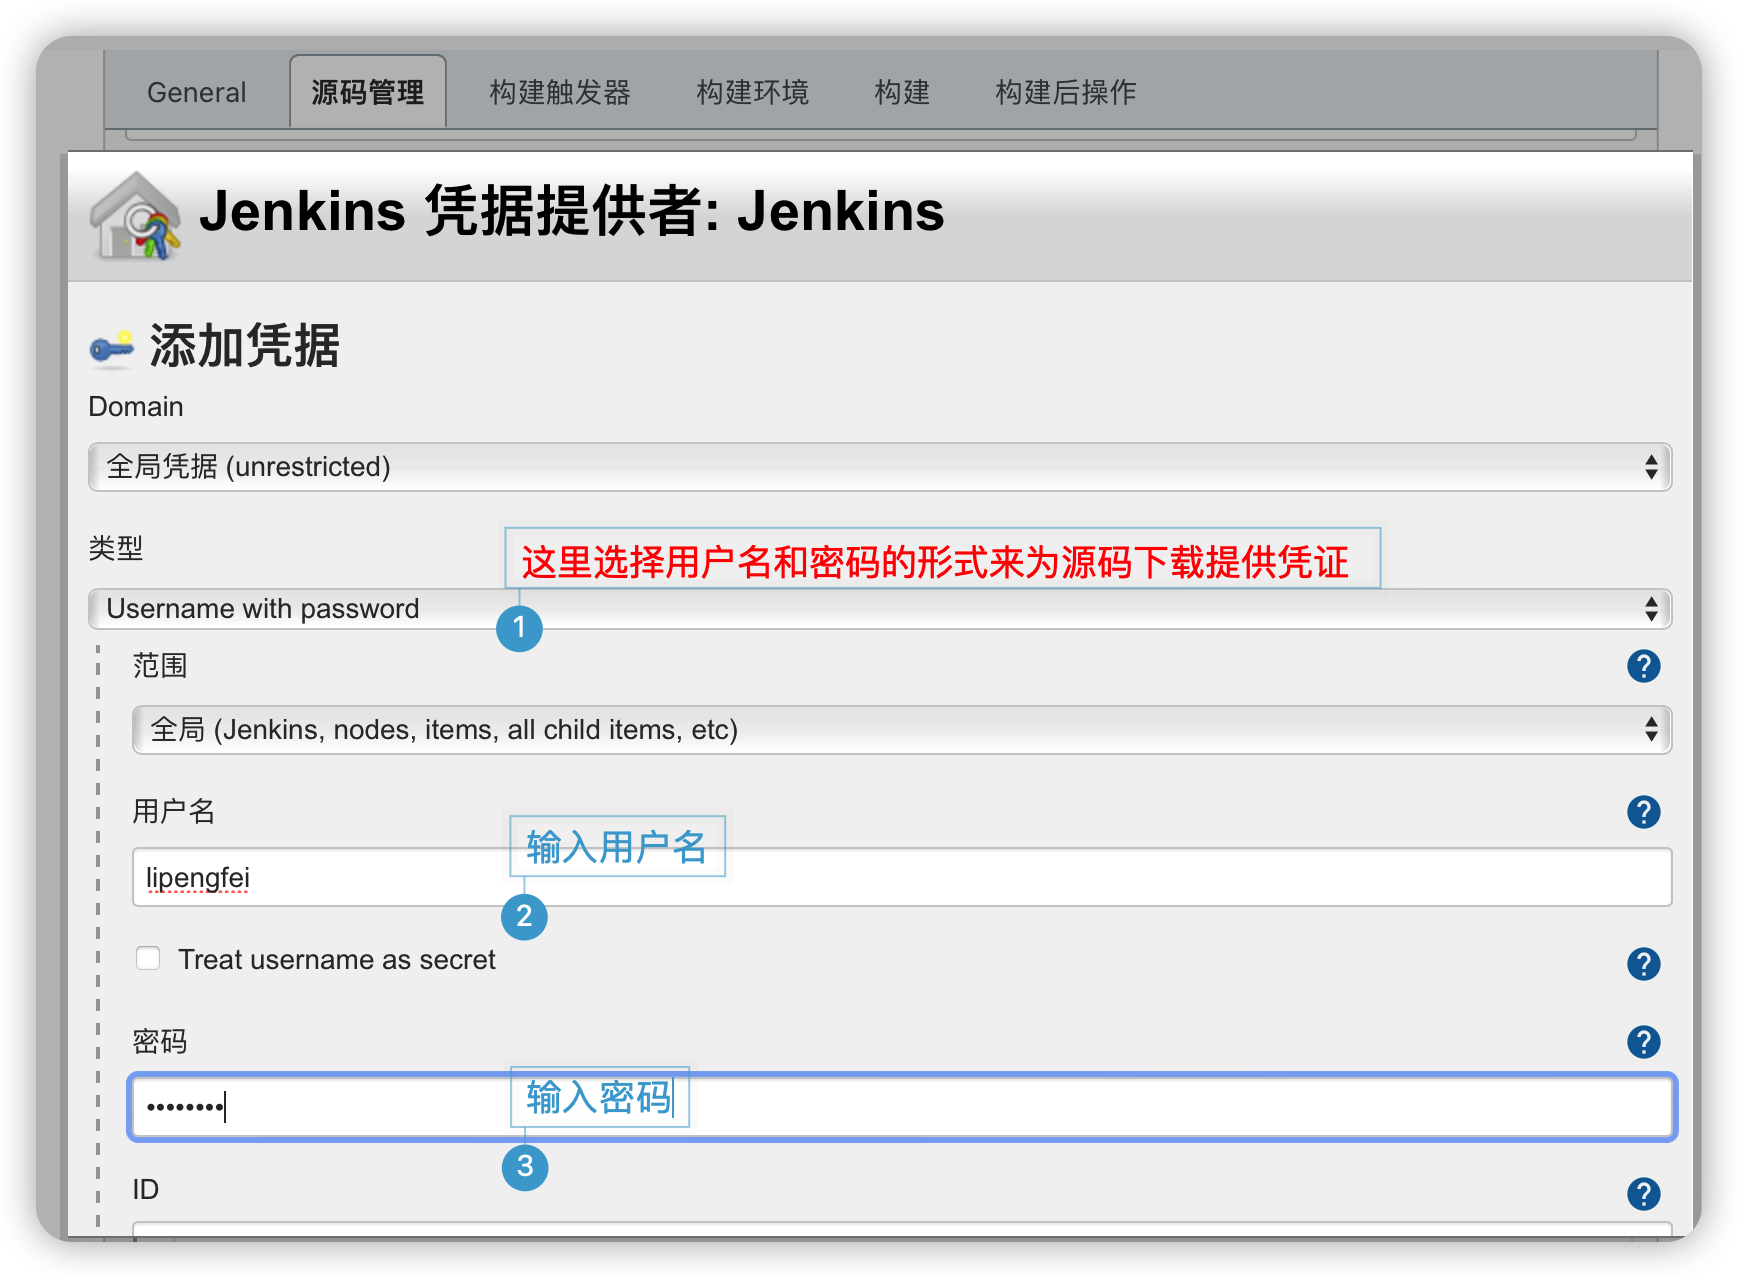 General 源码管理 构建触发器 构建环境 构建 构建后操作
Jenkins 凭据提供者: Jenkins
添加凭据
Domain
全局凭据 (unrestricted)
类型
这里选择用户名和密码的形式来为源码下载提供凭证
Username with password
1
范围
?
全局 (Jenkins, nodes, items, all child items, etc)
用户名
?
输入用户名
lipengfei
2
Treat username as secret
?
密码
?
输入密码
••••••••
3
ID
?